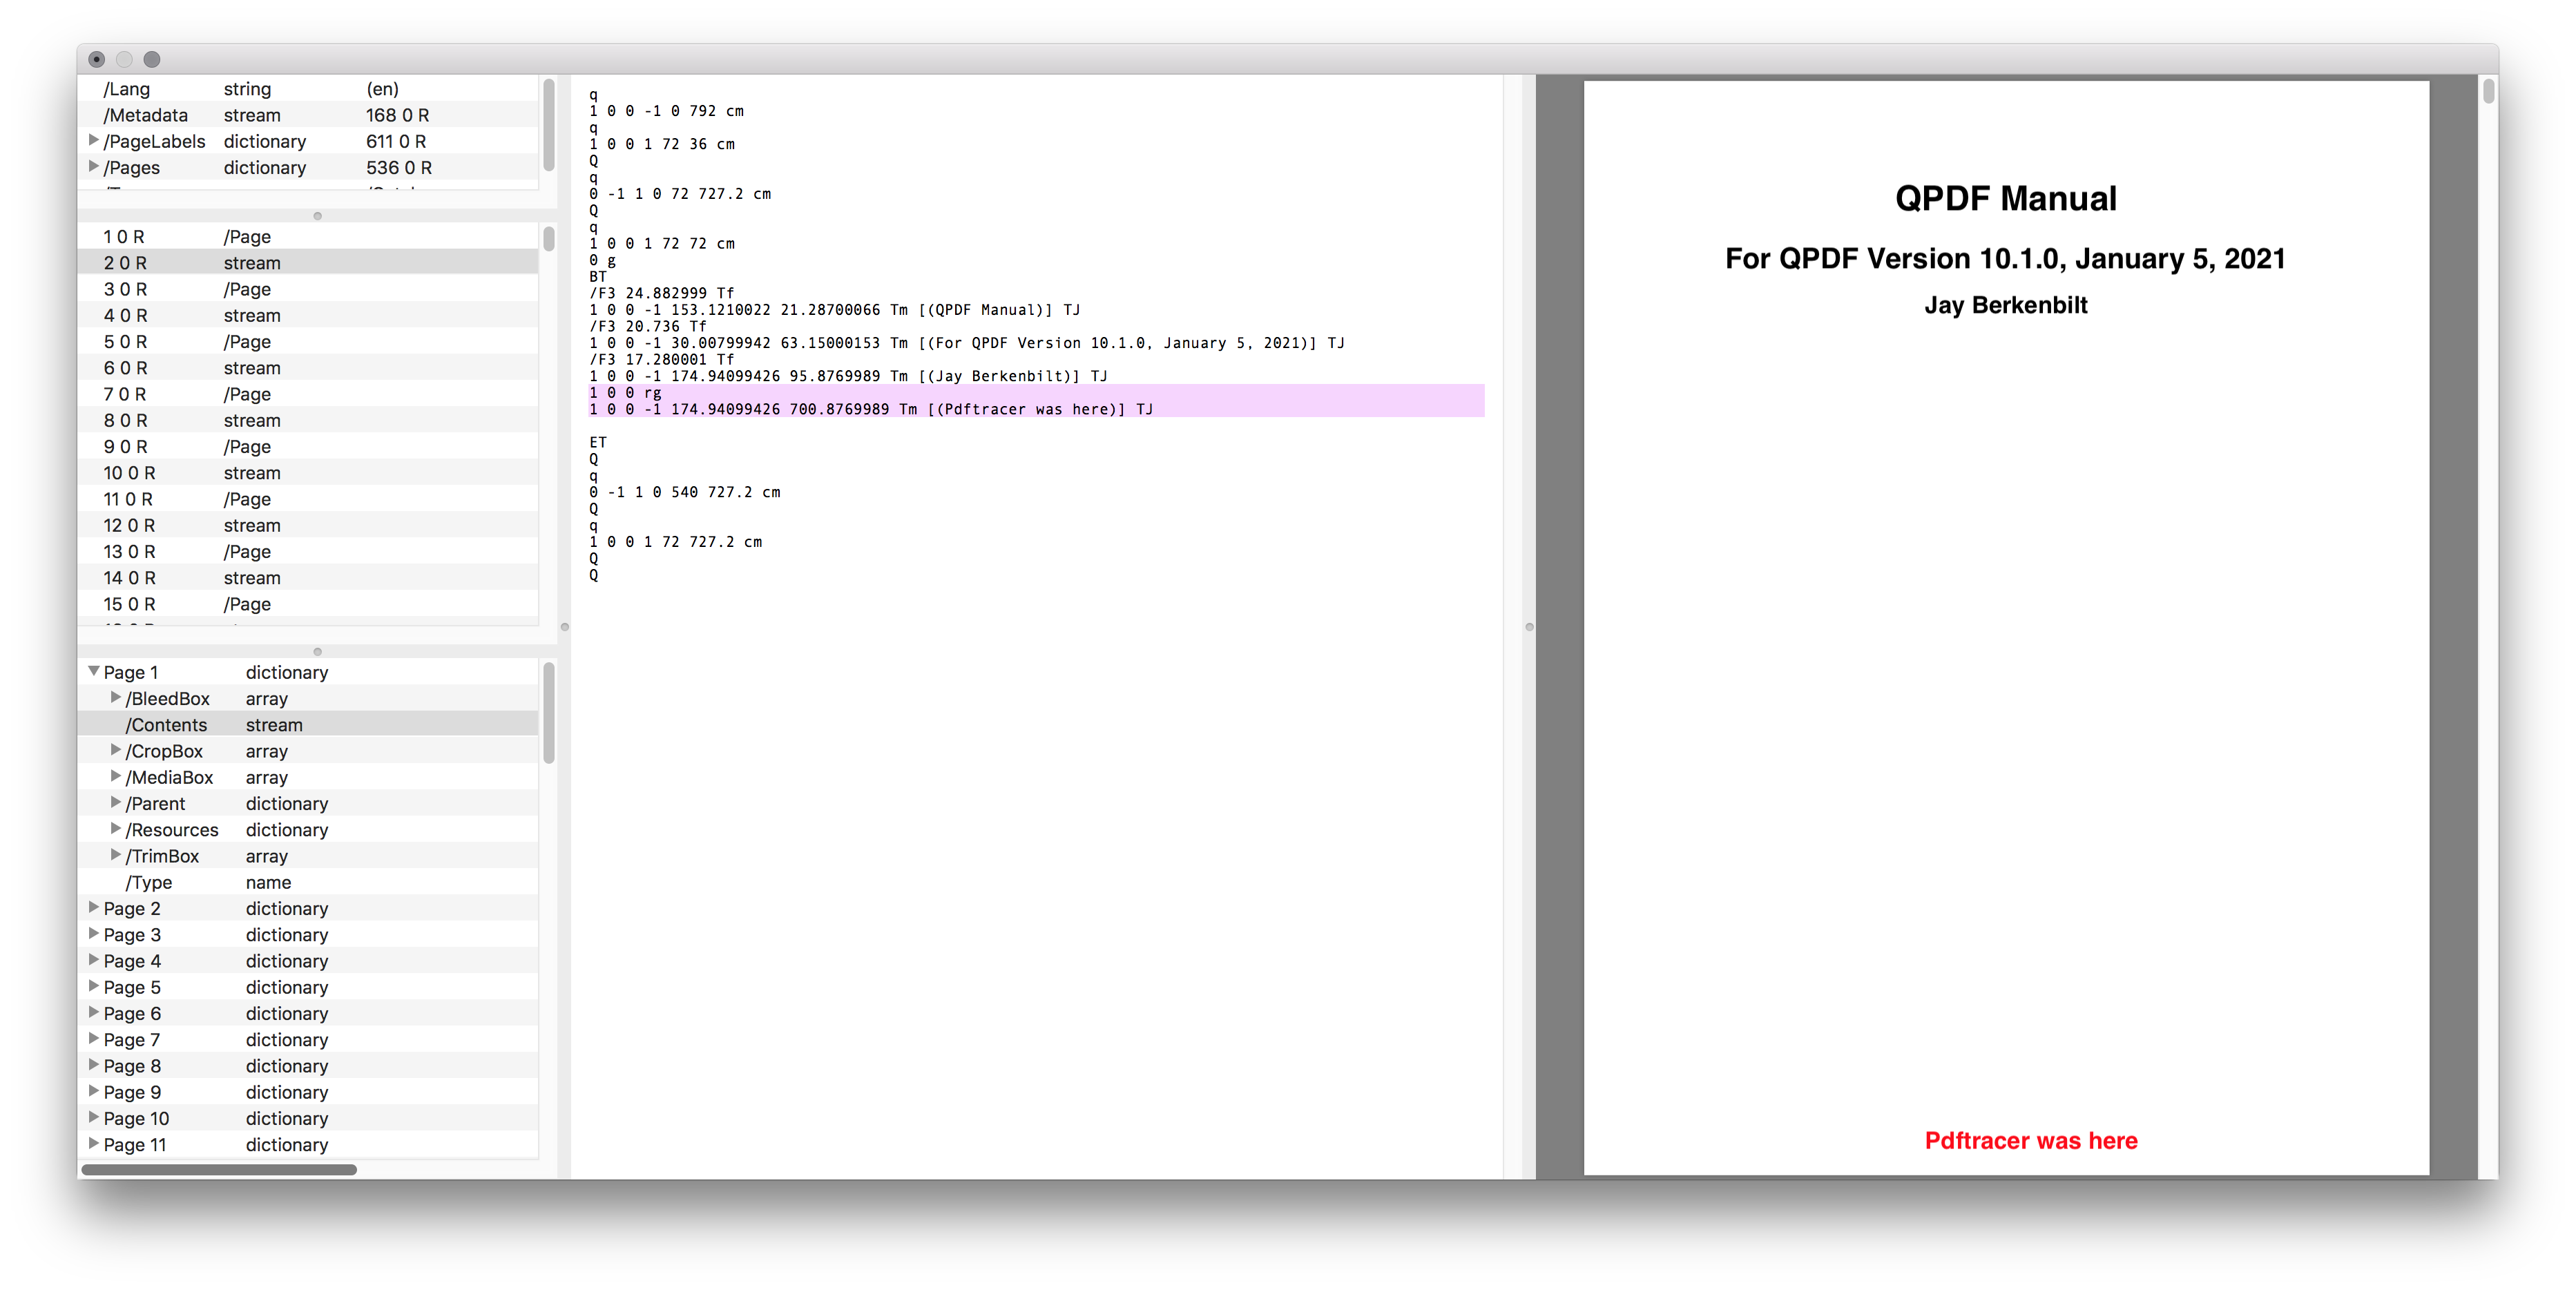 /Lang string (en)
/Metadata stream 168 0 R
/PageLabels dictionary 611 0 R
/Pages dictionary 536 0 R
1 0 R /Page
2 0 R stream
3 0 R /Page
4 0 R stream
5 0 R /Page
6 0 R stream
7 0 R /Page
8 0 R stream
9 0 R /Page
10 0 R stream
11 0 R /Page
12 0 R stream
13 0 R /Page
14 0 R stream
15 0 R /Page
Page 1 dictionary
/BleedBox array
/Contents stream
/CropBox array
/MediaBox array
/Parent dictionary
/Resources dictionary
/TrimBox array
/Type name
Page 2 dictionary
Page 3 dictionary
Page 4 dictionary
Page 5 dictionary
Page 6 dictionary
Page 7 dictionary
Page 8 dictionary
Page 9 dictionary
Page 10 dictionary
Page 11 dictionary
q
1 0 0 -1 0 792 cm
q
1 0 0 1 72 36 cm
Q
q
0 -1 1 0 72 727.2 cm
Q
q
1 0 0 1 72 72 cm
0 g
BT
/F3 24.882999 Tf
1 0 0 -1 153.1210022 21.28700066 Tm [(QPDF Manual)] TJ
/F3 20.736 Tf
1 0 0 -1 30.00799942 63.15000153 Tm [(For QPDF Version 10.1.0, January 5, 2021)] TJ
/F3 17.280001 Tf
1 0 0 -1 174.94099426 95.8769989 Tm [(Jay Berkenbilt)] TJ
1 0 0 rg
1 0 0 -1 174.94099426 700.8769989 Tm [(Pdftracer was here)] TJ
ET
Q
q
0 -1 1 0 540 727.2 cm
Q
q
1 0 0 1 72 727.2 cm
Q
Q
QPDF Manual
For QPDF Version 10.1.0, January 5, 2021
Jay Berkenbilt
Pdftracer was here